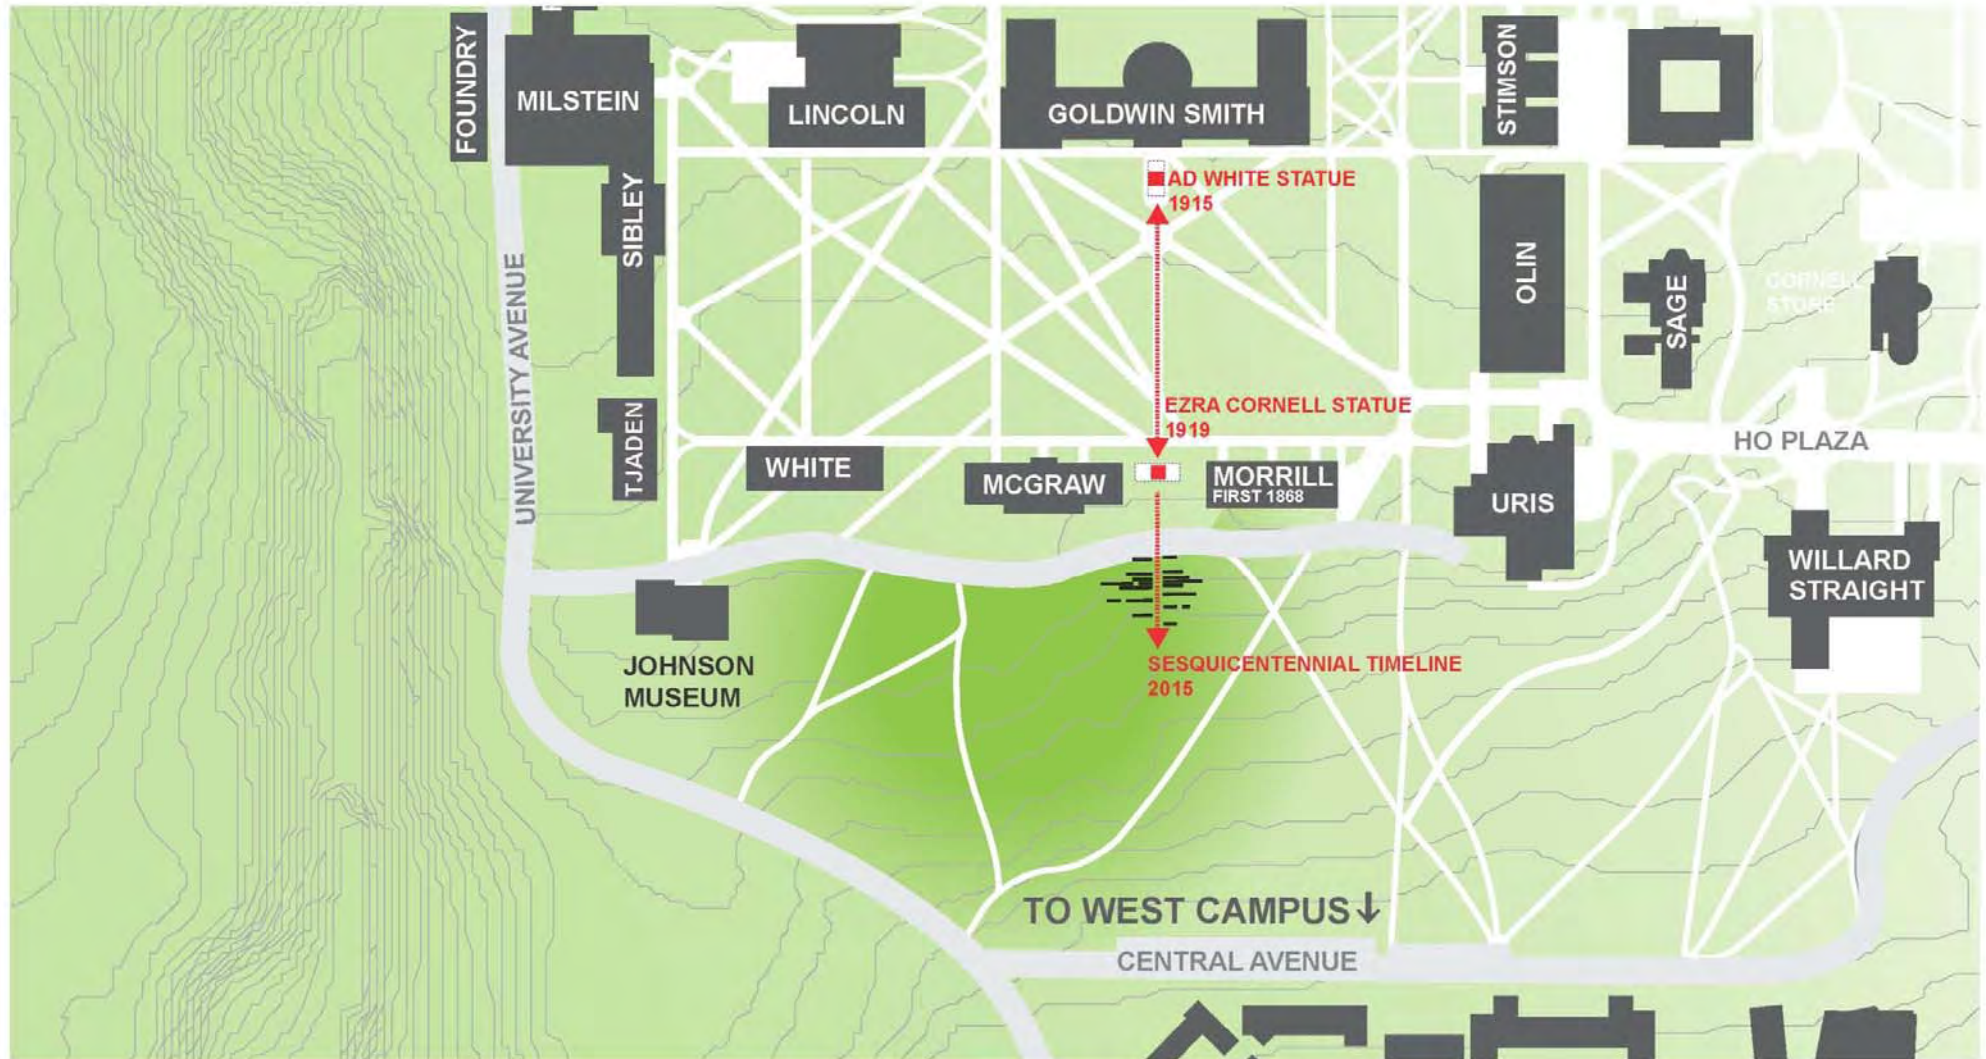 FOUNDRY
MILSTEIN
LINCOLN
GOLDWIN SMITH
STIMSON
SIBLEY
AD WHITE STATUE
1915
UNIVERSITY AVENUE
OLIN
SAGE
CORNELL
STORE
TJADEN
WHITE
MCGRAW
EZRA CORNELL STATUE
1919
MORRILL
FIRST 1868
URIS
HO PLAZA
WILLARD
STRAIGHT
JOHNSON
MUSEUM
SESQUICENTENNIAL TIMELINE
2015
TO WEST CAMPUS↓
CENTRAL AVENUE